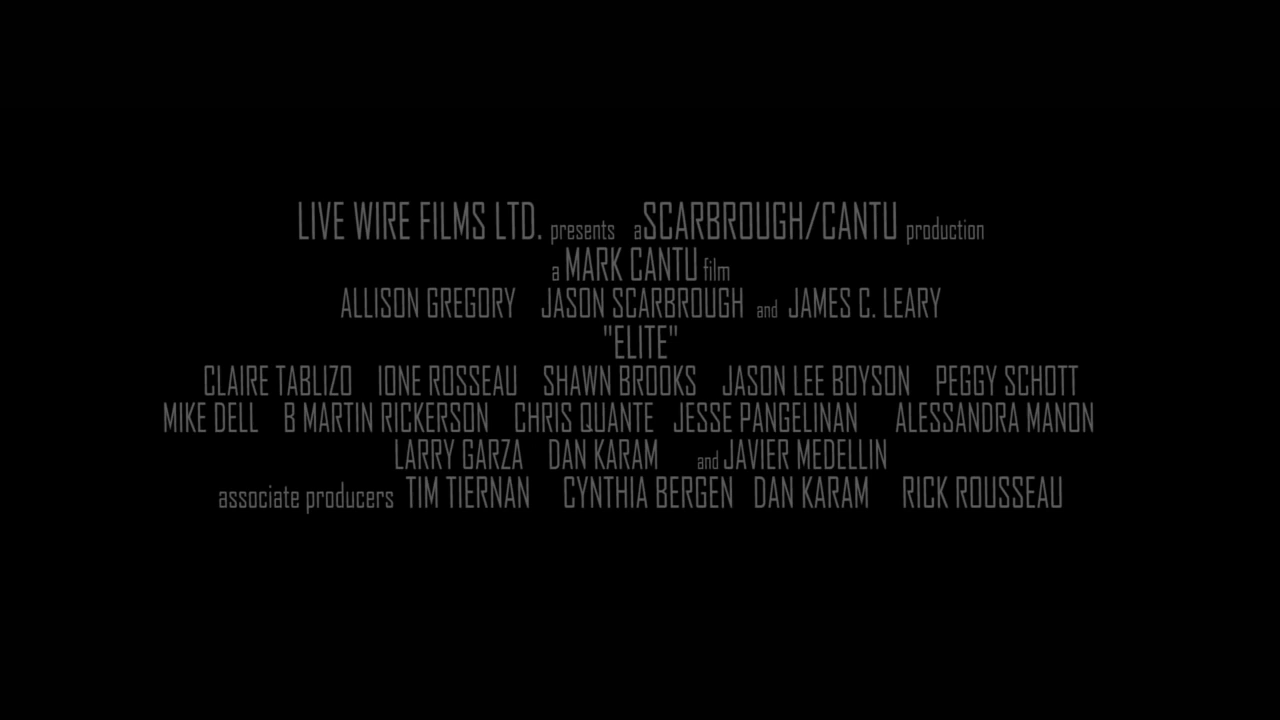 LIVE WIRE FILMS LTD. presents a SCARBROUGH/CANTU production
a MARK CANTU film
ALLISON GREGORY JASON SCARBROUGH and JAMES C. LEARY
"ELITE"
CLAIRE TABLIZO IONE ROSSEAU SHAWN BROOKS JASON LEE BOYSON PEGGY SCHOTT
MIKE DELL B MARTIN RICKERSON CHRIS QUANTE JESSE PANGELINAN ALESSANDRA MANON
LARRY GARZA DAN KARAM and JAVIER MEDELLIN
associate producers TIM TIERNAN CYNTHIA BERGEN DAN KARAM RICK ROUSSEAU